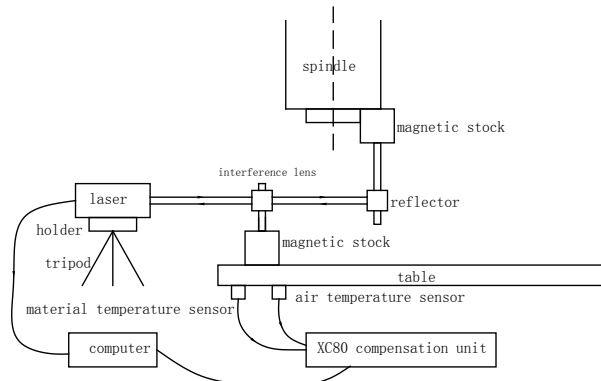 spindle
magnetic stock
interference lens
laser
reflector
holder
magnetic stock
tripod
table
material temperature sensor
air temperature sensor
computer
XC80 compensation unit